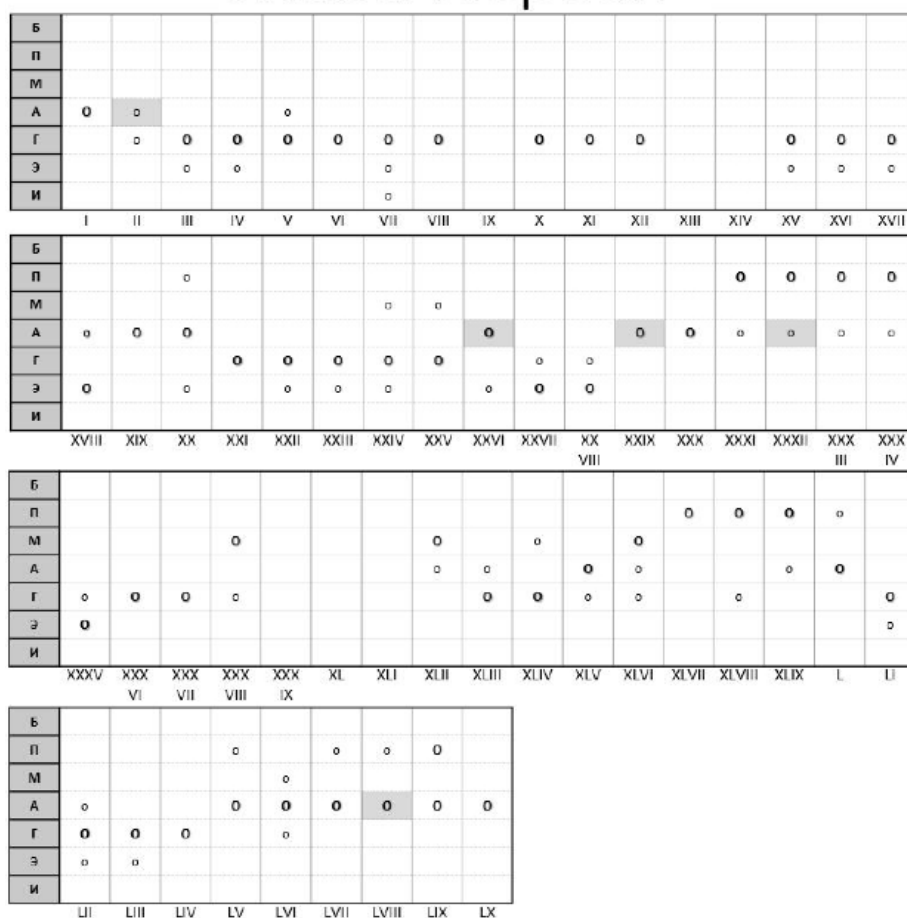 Б
П
М
А O o o
Г o O O O O O O O O O O O O
Э o o o o o o
И o
I II III IV V VI VII VIII IX X XI XII XIII XIV XV XVI XVII
Б
П o O O O O
М o o
А o O O O O O o o o o
Г O O O O O o o
Э O o o o o o O O
И
XVIII XIX XX XXI XXII XXIII XXIV XXV XXVI XXVII XX XXIX XXX XXXI XXXII XXX XXX
VIII III IV
Б
П O O O o
М O O o O
А o o O o o O
Г o O O o O O o o o O
Э O o
И
XXXV XXX XXX XXX XXX XL XLI XLII XLIII XLIV XLV XLVI XLVII XLVIII XLIX L LI
VI VII VIII IX
Б
П o o o O
М o
А o O O O O O O
Г O O O o
Э o o
И
LII LIII LIV LV LVI LVII LVIII LIX LX